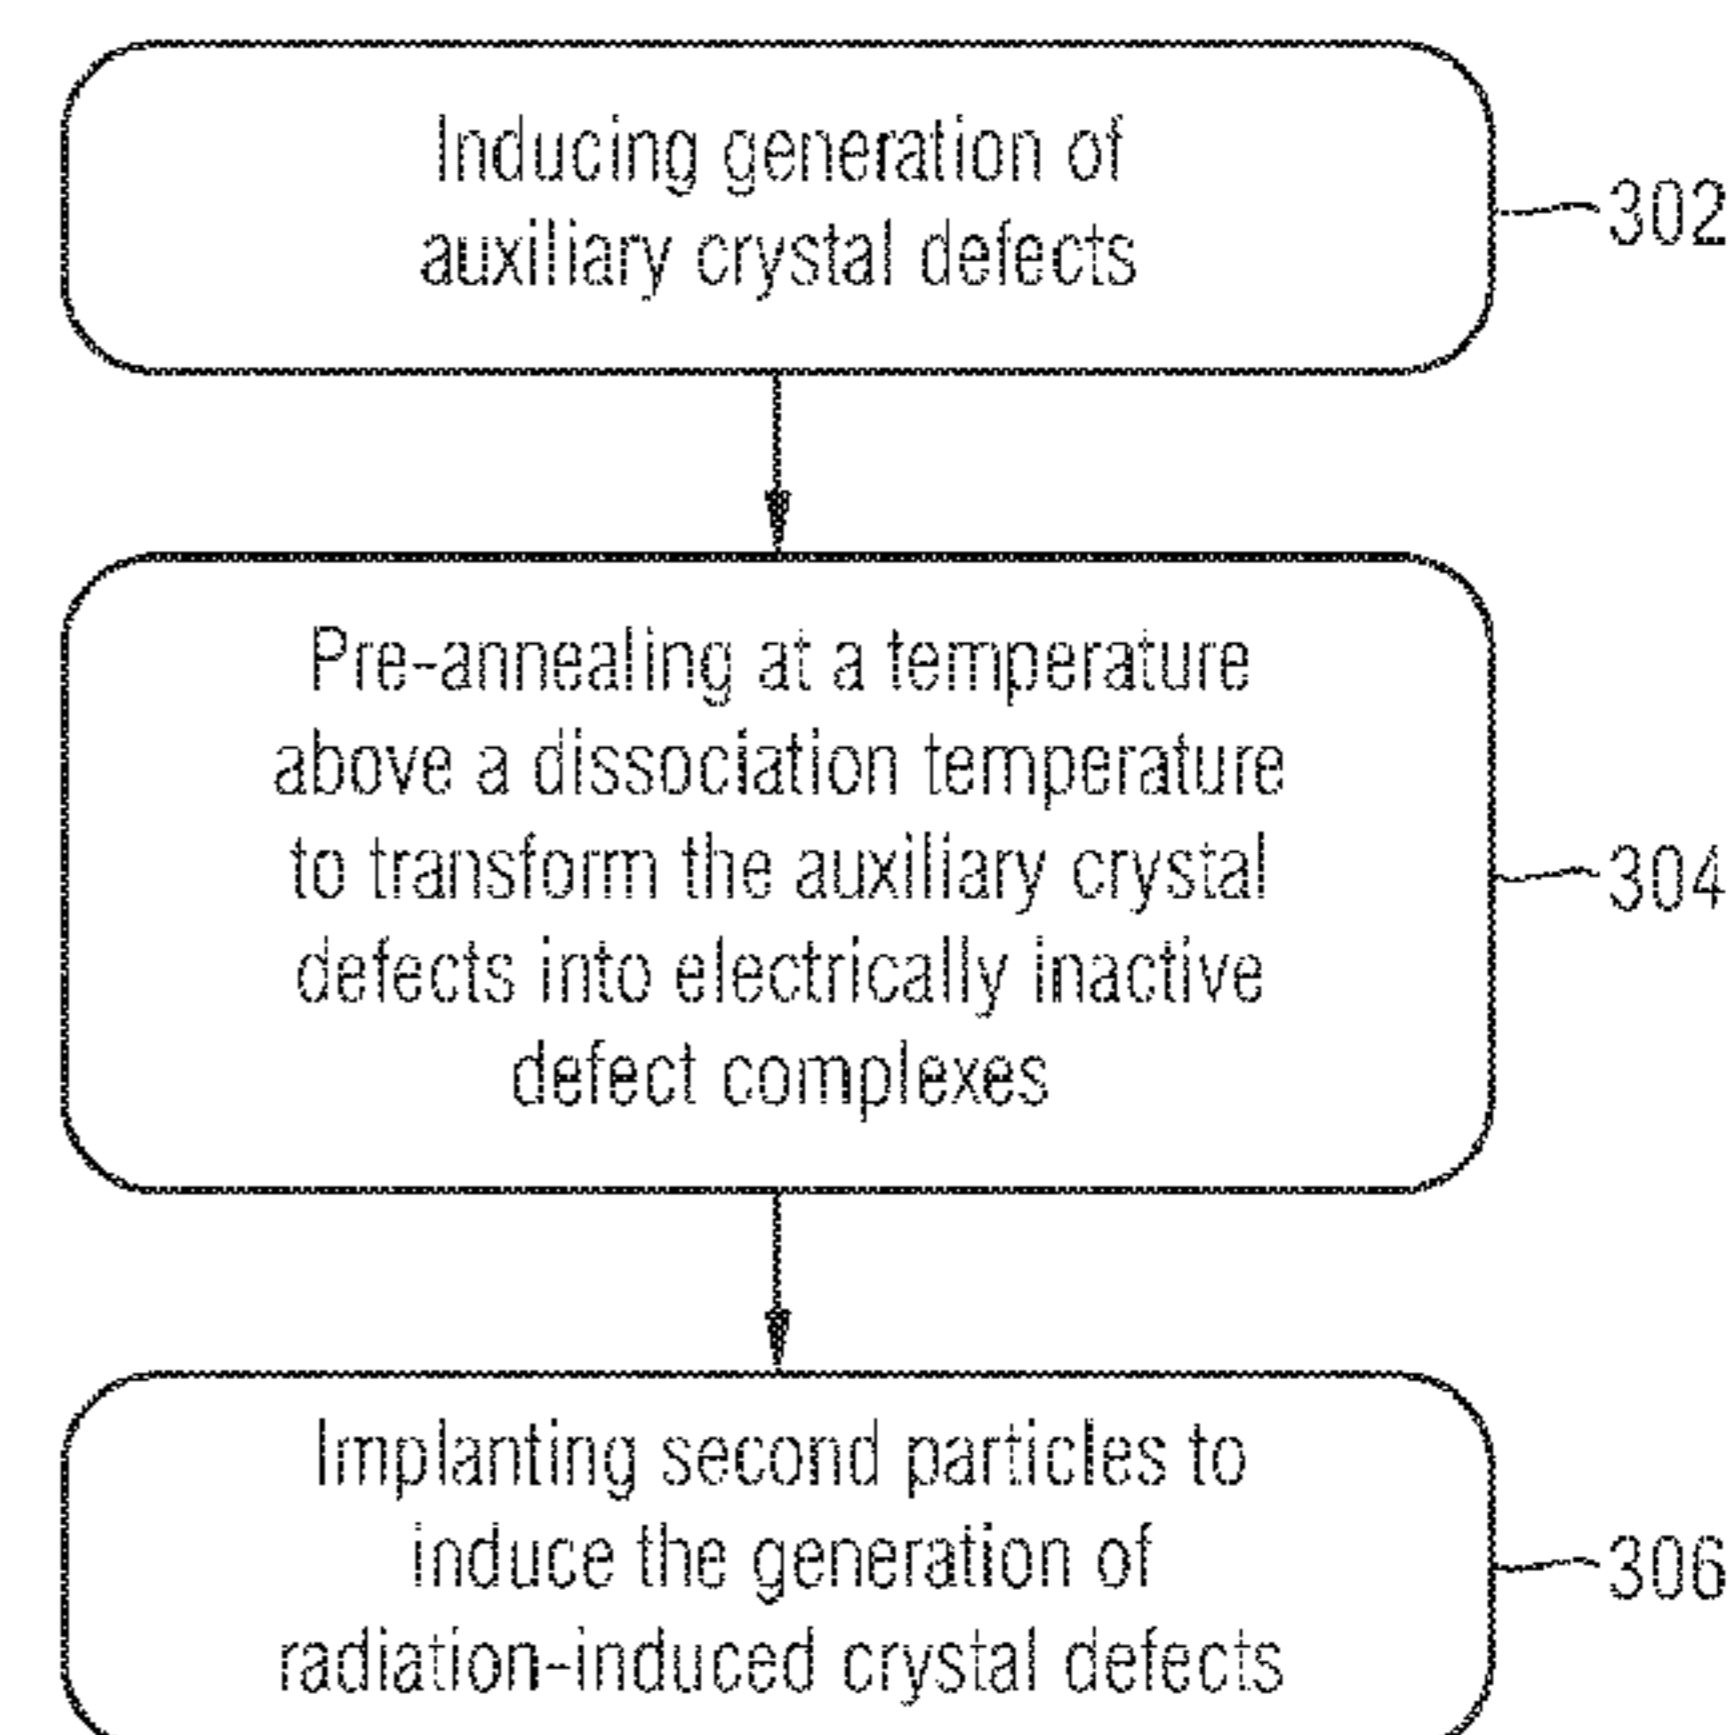 Inducing generation of
auxiliary crystal defects
302
Pre-annealing at a temperature
above a dissociation temperature
to transform the auxiliary crystal
defects into electrically inactive
defect complexes
304
Implanting second particles to
induce the generation of
radiation-induced crystal defects
306